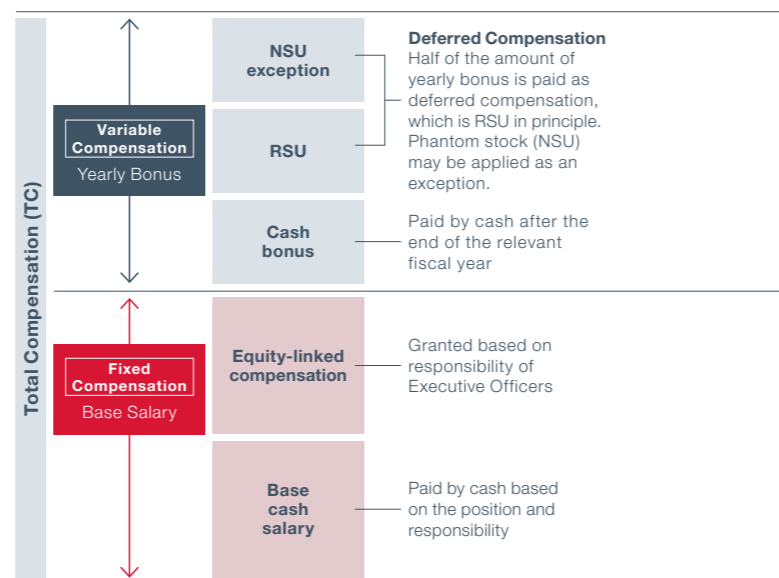 Total Compensation (TC)
Variable
Compensation
Yearly Bonus
NSU
exception
RSU
Cash
bonus
Deferred Compensation
Half of the amount of
yearly bonus is paid as
deferred compensation,
which is RSU in principle.
Phantom stock (NSU)
may be applied as an
exception.
Paid by cash after the
end of the relevant
fiscal year
Fixed
Compensation
Base Salary
Equity-linked
compensation
Granted based on
responsibility of
Executive Officers
Base
cash
salary
Paid by cash based
on the position and
responsibility